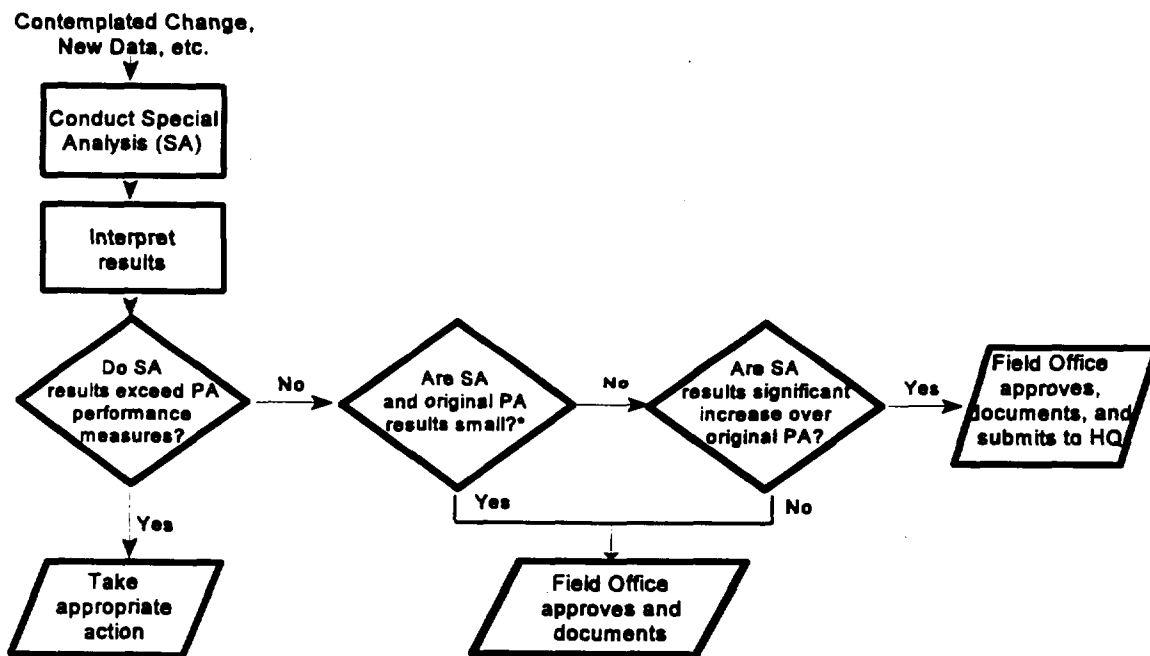 Contemplated Change,
New Data, etc.
Conduct Special
Analysis (SA)
Interpret
results
Do SA
results exceed PA
performance
measures?
No
Are SA
and original PA
results small?*
No
Are SA
results significant
increase over
original PA?
Yes
Field Office
approves,
documents, and
submits to HQ
Yes
Take
appropriate
action
Yes
No
Field Office
approves and
documents